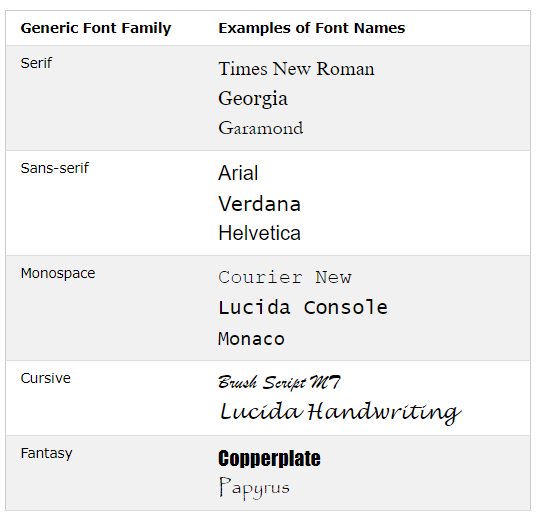 Generic Font Family Examples of Font Names
Serif Times New Roman
Georgia
Garamond
Sans-serif Arial
Verdana
Helvetica
Monospace Courier New
Lucida Console
Monaco
Cursive Brush Script MT
Lucida Handwriting
Fantasy Copperplate
Papyrus